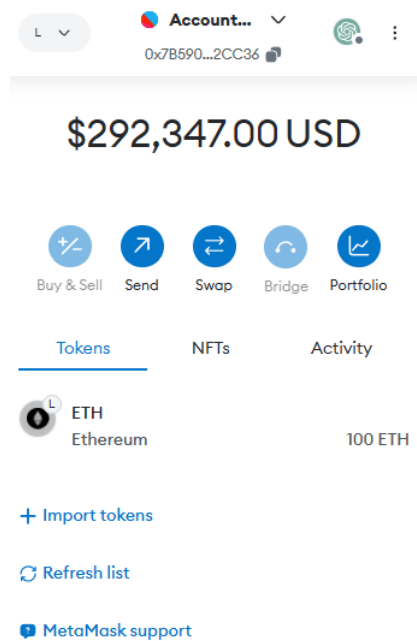 L
Account...
0x7B590...2CC36
$292,347.00 USD
Buy & Sell
Send
Swap
Bridge
Portfolio
Tokens
NFTs
Activity
L
ETH
Ethereum
100 ETH
+ Import tokens
Refresh list
MetaMask support